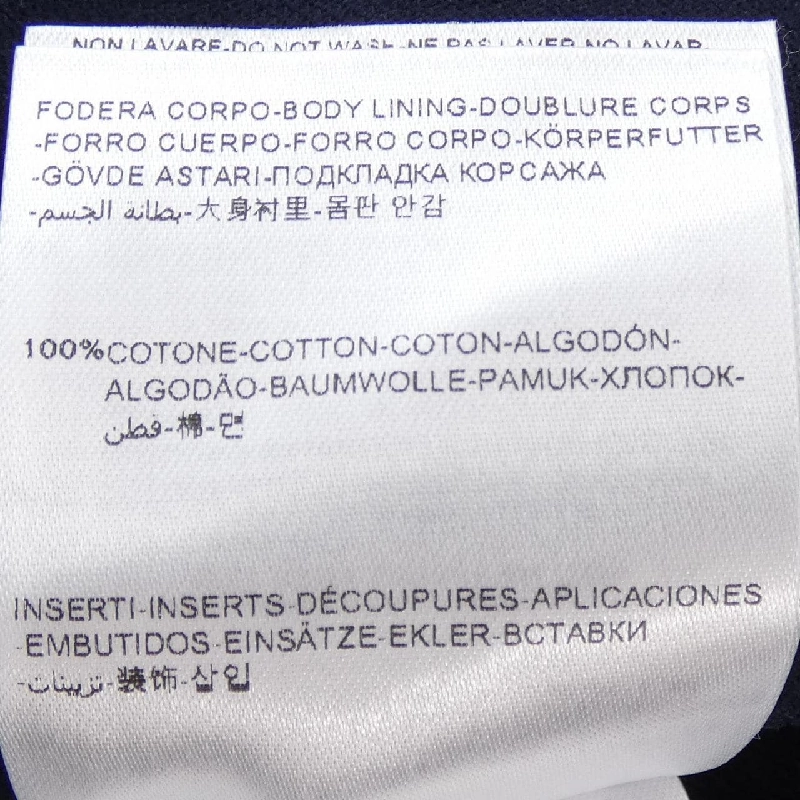 NON LAVARE-DO NOT WASH-NE PAS LAVER-NO LAVAR
FODERA CORPO-BODY LINING-DOUBLURE CORPS
-FORRO CUERPO-FORRO CORPO-KÖRPERFUTTER
-GÖVDE ASTARI-ПОДКЛАДКА КОРСАЖА
-بطانة الجسم-大身衬里-몸판 안감
100%COTONE-COTTON-COTON-ALGODÓN-
ALGODÃO-BAUMWOLLE-PAMUK-ХЛОПОК-
قطن-棉-면
INSERTI-INSERTS-DÉCOUPURES-APLICACIONES
-EMBUTIDOS-EINSÄTZE-EKLER-ВСТАВКИ
-تزيينات-装饰-삽입